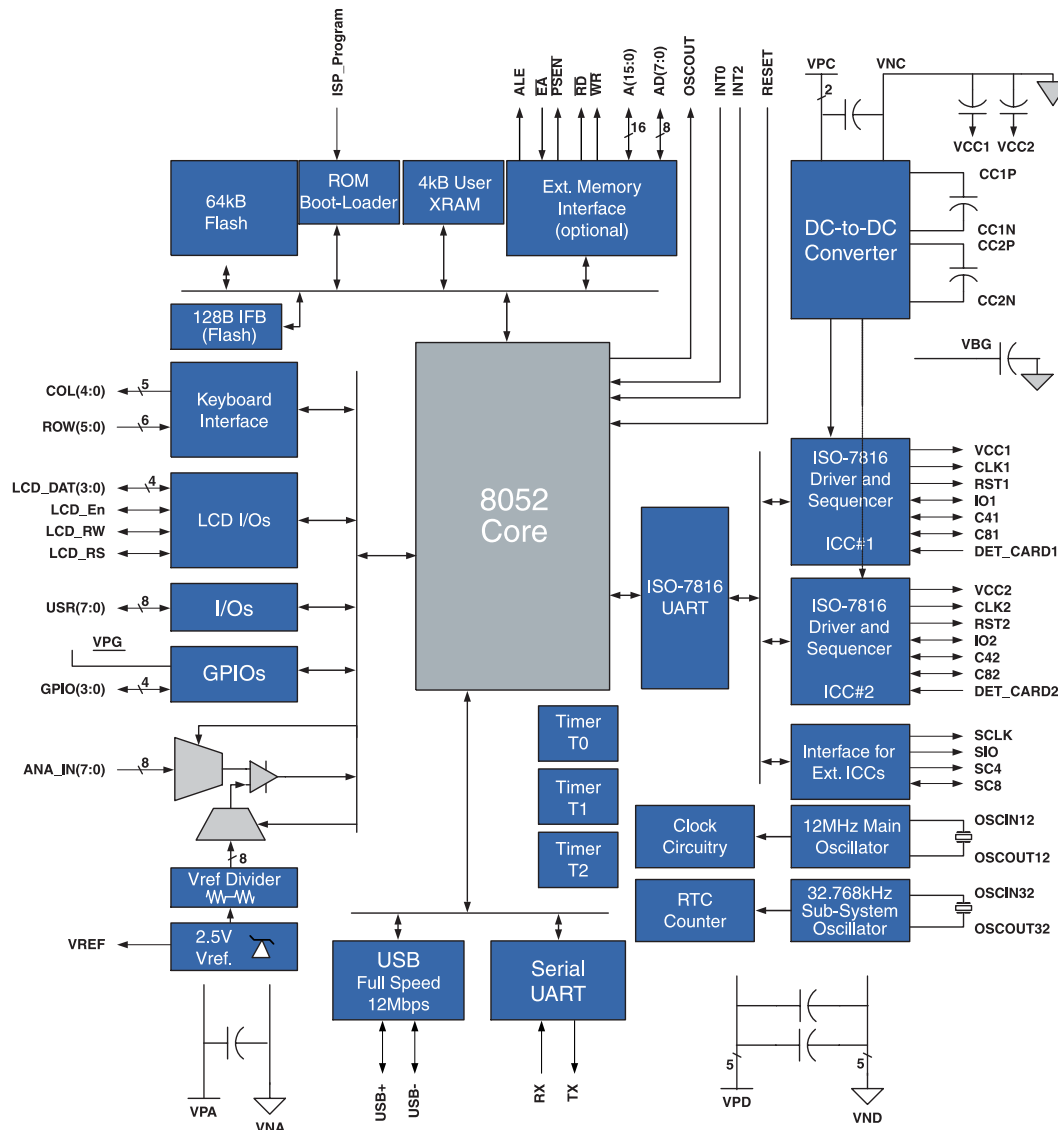 ISP_Program
ALE
EA
PSEN
RD
WR
A(15:0)
AD(7:0)
OSCOUT
INT0
INT2
RESET
VPC
VNC
2
16
8
VCC1
VCC2
64kB
Flash
ROM
Boot-Loader
4kB User
XRAM
Ext. Memory
Interface
(optional)
DC-to-DC
Converter
CC1P
CC1N
CC2P
CC2N
128B IFB
(Flash)
VBG
COL(4:0)
5
ROW(5:0)
6
Keyboard
Interface
8052
Core
LCD_DAT(3:0)
4
LCD_En
LCD_RW
LCD_RS
LCD I/Os
ISO-7816
Driver and
Sequencer
ICC#1
VCC1
CLK1
RST1
IO1
C41
C81
DET_CARD1
USR(7:0)
8
I/Os
ISO-7816
UART
ISO-7816
Driver and
Sequencer
ICC#2
VCC2
CLK2
RST2
IO2
C42
C82
DET_CARD2
VPG
GPIO(3:0)
4
GPIOs
ANA_IN(7:0)
8
Timer
T0
Timer
T1
Timer
T2
Interface for
Ext. ICCs
SCLK
SIO
SC4
SC8
Clock
Circuitry
12MHz Main
Oscillator
OSCIN12
OSCOUT12
8
Vref Divider
RTC
Counter
32.768kHz
Sub-System
Oscillator
OSCIN32
OSCOUT32
VREF
2.5V
Vref.
USB
Full Speed
12Mbps
Serial
UART
USB+
USB-
RX
TX
VPA
VNA
5
5
VPD
VND